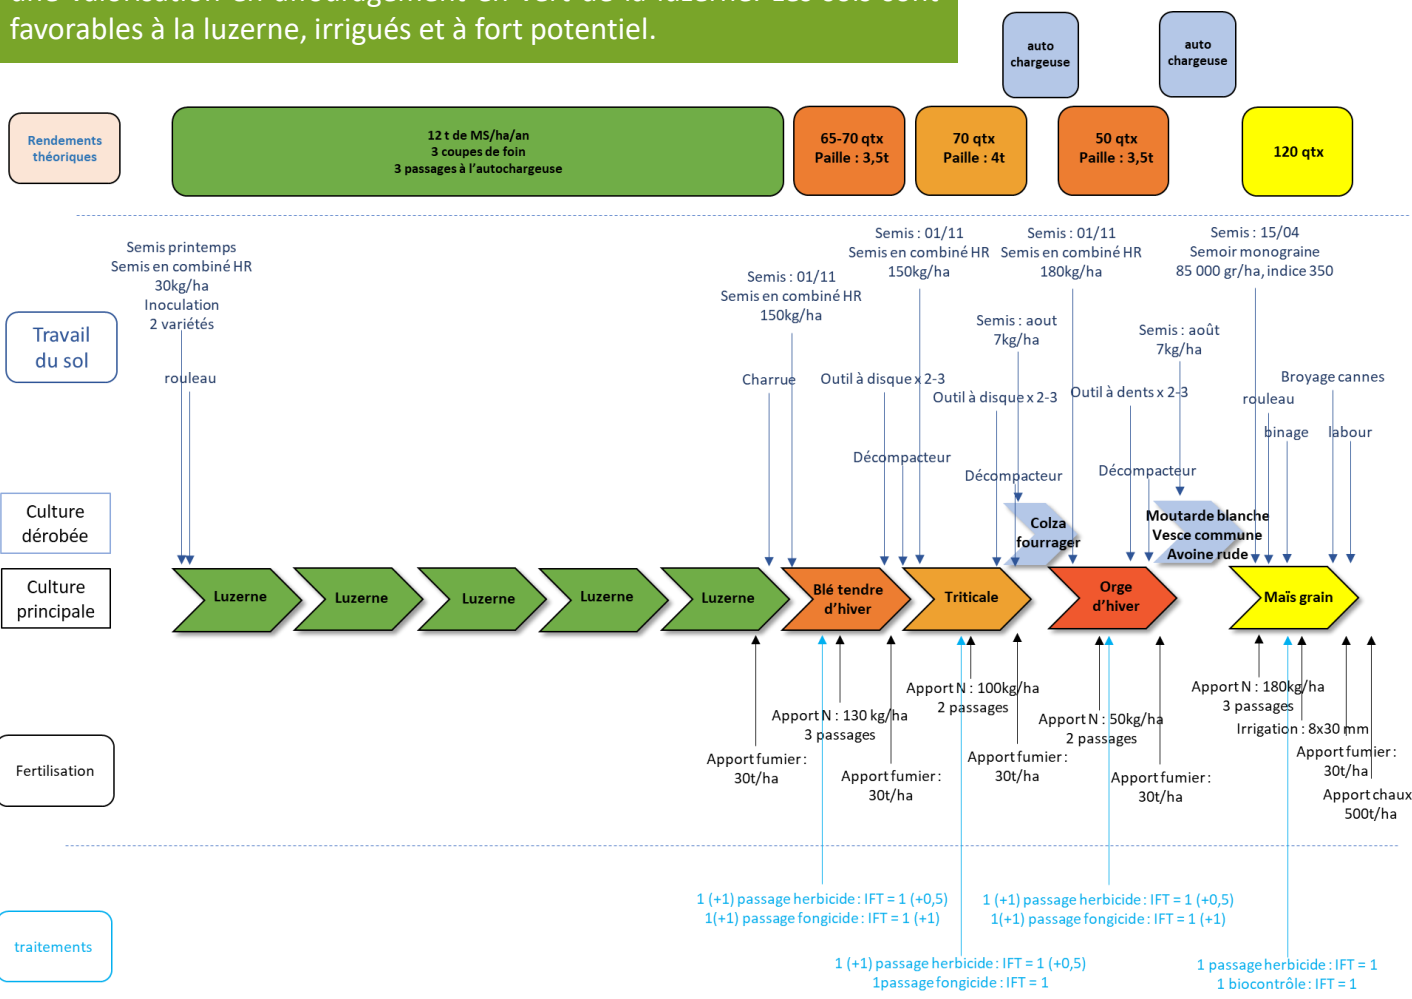 favorables à la luzerne, irrigués et à fort potentiel.
auto
chargeuse
auto
chargeuse
Rendements
théoriques
12 t de MS/ha/an
3 coupes de foin
3 passages à l'autochargeuse
65-70 qtx
Paille : 3,5t
70 qtx
Paille : 4t
50 qtx
Paille : 3,5t
120 qtx
Travail
du sol
Semis printemps
Semis en combiné HR
30kg/ha
Inoculation
2 variétés
rouleau
Charrue
Semis : 01/11
Semis en combiné HR
150kg/ha
Outil à disque x 2-3
Décompacteur
Semis : 01/11
Semis en combiné HR
150kg/ha
Outil à disque x 2-3
Décompacteur
Semis : aout
7kg/ha
Semis : 01/11
Semis en combiné HR
180kg/ha
Outil à dents x 2-3
Décompacteur
Semis : août
7kg/ha
Semis : 15/04
Semoir monograine
85 000 gr/ha, indice 350
rouleau
binage
Broyage cannes
labour
Culture
dérobée
Colza
fourrager
Moutarde blanche
Vesce commune
Avoine rude
Culture
principale
Luzerne
Luzerne
Luzerne
Luzerne
Luzerne
Blé tendre
d'hiver
Triticale
Orge
d'hiver
Maïs grain
Fertilisation
Apport fumier :
30t/ha
Apport N : 130 kg/ha
3 passages
Apport fumier :
30t/ha
Apport N : 100kg/ha
2 passages
Apport fumier :
30t/ha
Apport N : 50kg/ha
2 passages
Apport fumier :
30t/ha
Apport N : 180kg/ha
3 passages
Irrigation : 8x30 mm
Apport fumier :
30t/ha
Apport chaux
500t/ha
traitements
1 (+1) passage herbicide : IFT = 1 (+0,5)
1(+1) passage fongicide : IFT = 1 (+1)
1 (+1) passage herbicide : IFT = 1 (+0,5)
1passage fongicide : IFT = 1
1 (+1) passage herbicide : IFT = 1 (+0,5)
1(+1) passage fongicide : IFT = 1 (+1)
1 passage herbicide : IFT = 1
1 biocontrôle : IFT = 1